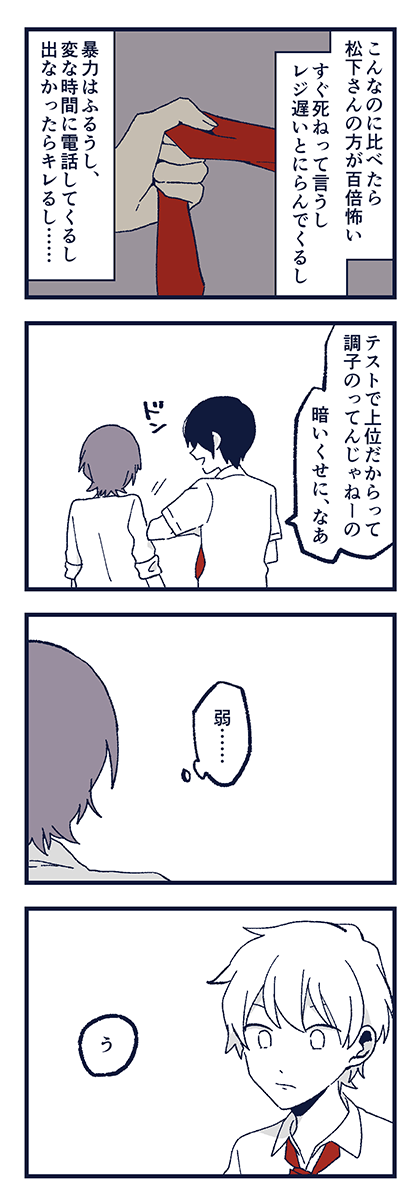 こんなのに比べたら
松下さんの方が百倍怖い
すぐ死ねって言うし
レジ遅いとにらんでくるし
暴力はふるうし、
変な時間に電話してくるし
出なかったらキレるし……
テストで上位だからって
調子のってんじゃねーの
暗いくせに、なあ
ドン
弱……
う